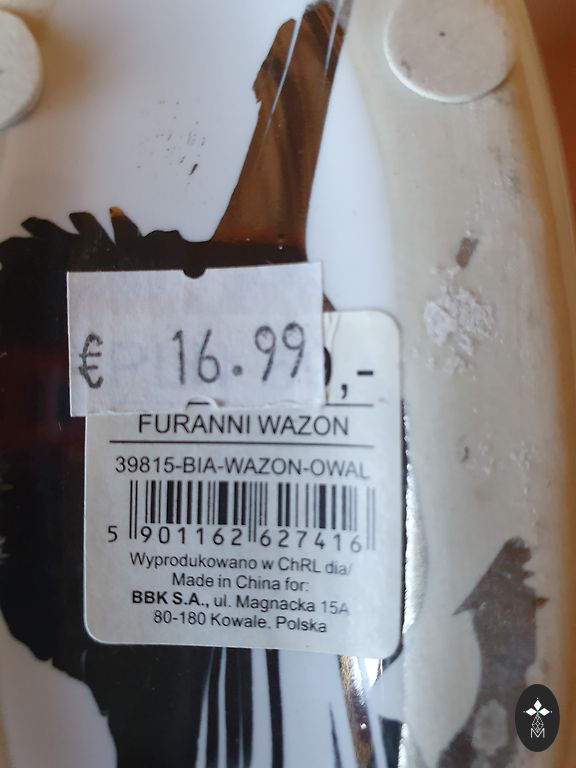 € 16.99
,-
FURANNI WAZON
39815-BIA-WAZON-OWAL
5 901162 627416
Wyprodukowano w ChRL dla/
Made in China for:
BBK S.A., ul. Magnacka 15A
80-180 Kowale, Polska